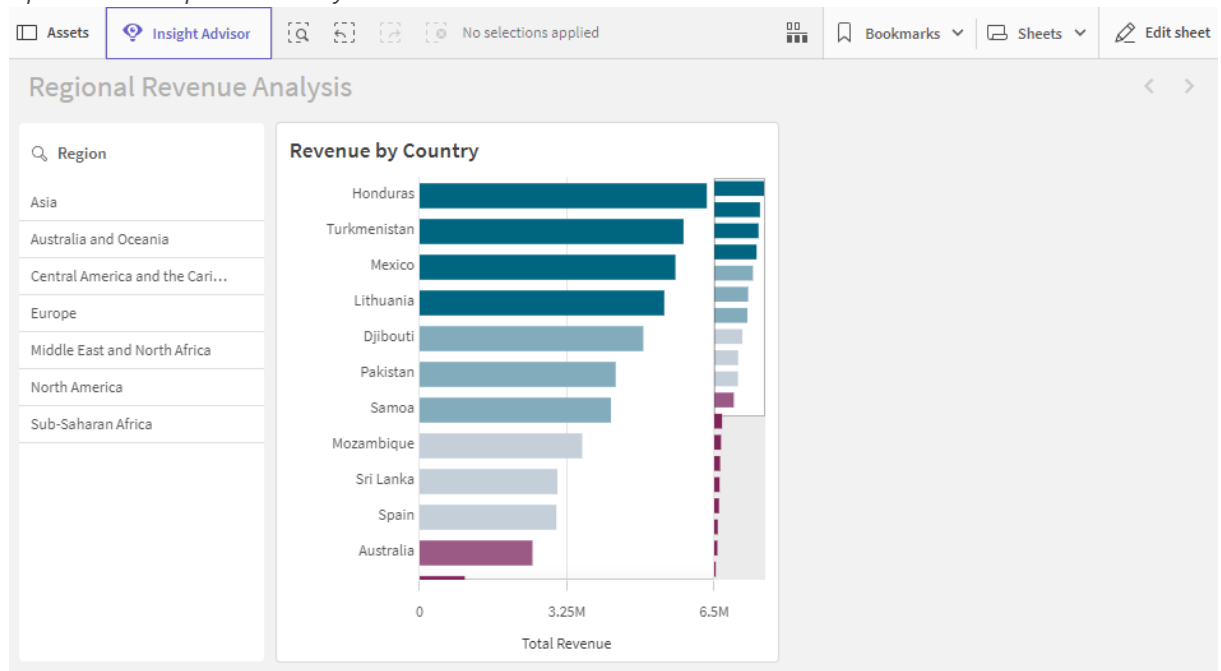 Assets
Insight Advisor
No selections applied
Bookmarks
Sheets
Edit sheet
Regional Revenue Analysis
Region
Asia
Australia and Oceania
Central America and the Cari...
Europe
Middle East and North Africa
North America
Sub-Saharan Africa
Revenue by Country
Honduras
Turkmenistan
Mexico
Lithuania
Djibouti
Pakistan
Samoa
Mozambique
Sri Lanka
Spain
Australia
0 3.25M 6.5M
Total Revenue